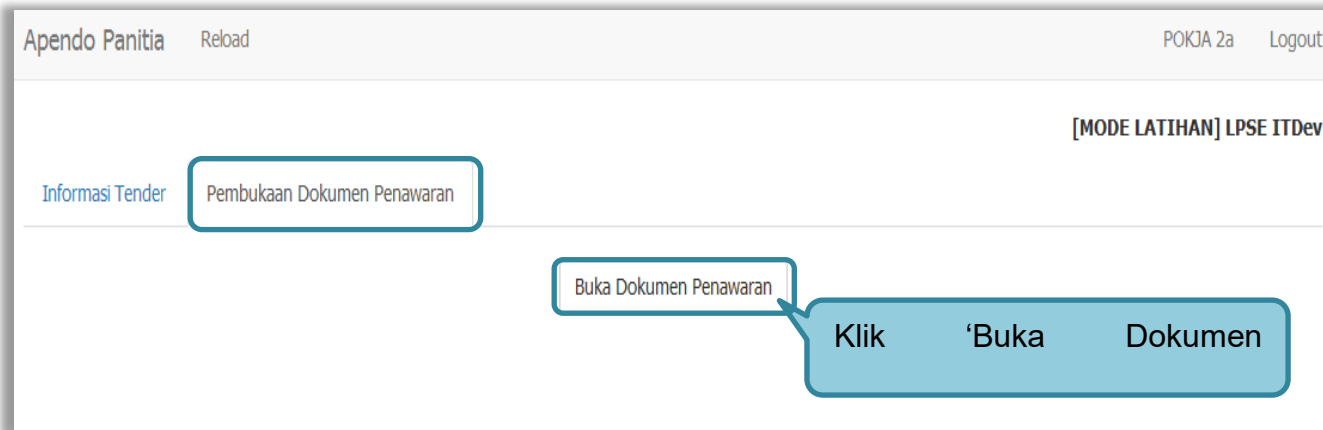 Apendo Panitia Reload POKJA 2a Logout
[MODE LATIHAN] LPSE ITDev
Informasi Tender Pembukaan Dokumen Penawaran
Buka Dokumen Penawaran
Klik ‘Buka Dokumen